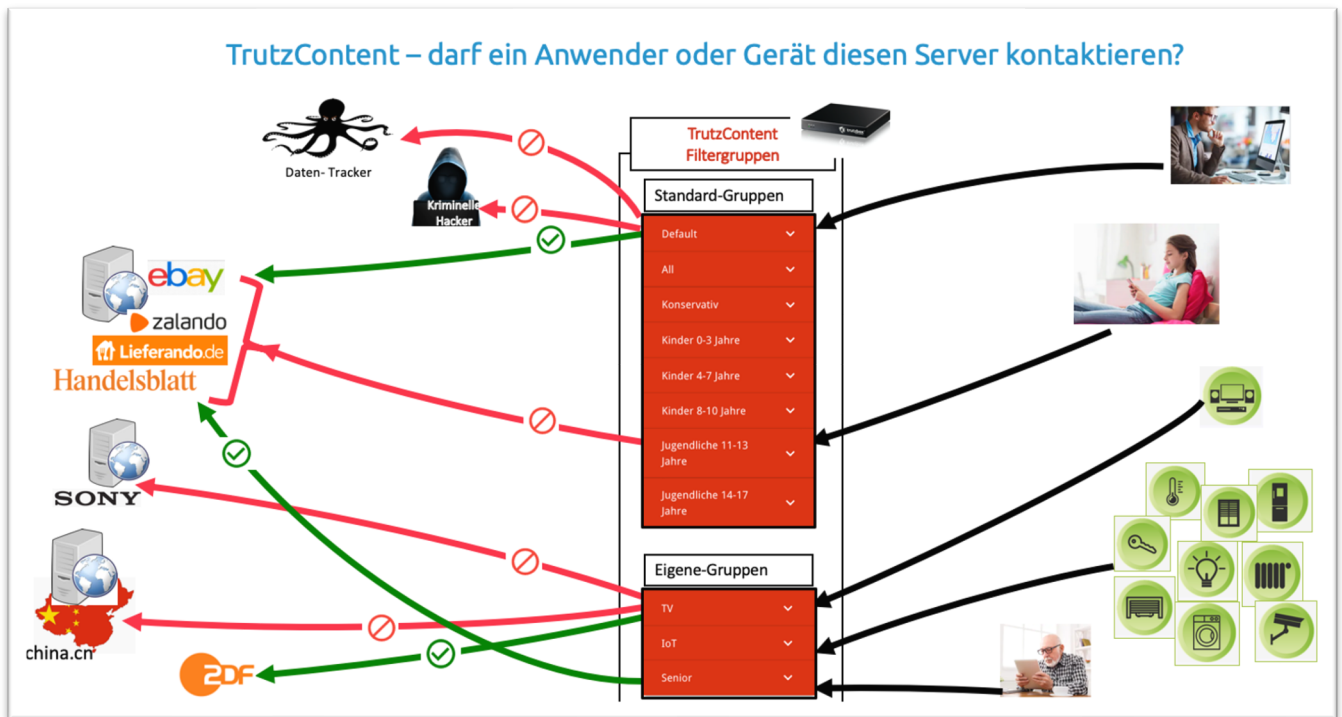 TrutzContent – darf ein Anwender oder Gerät diesen Server kontaktieren?
Daten- Tracker
Kriminelle
Hacker
TrutzContent
Filtergruppen
Standard-Gruppen
Default
All
Konservativ
Kinder 0-3 Jahre
Kinder 4-7 Jahre
Kinder 8-10 Jahre
Jugendliche 11-13
Jahre
Jugendliche 14-17
Jahre
Eigene-Gruppen
TV
IoT
Senior
ebay
zalando
Lieferando.de
Handelsblatt
SONY
china.cn
ZDF